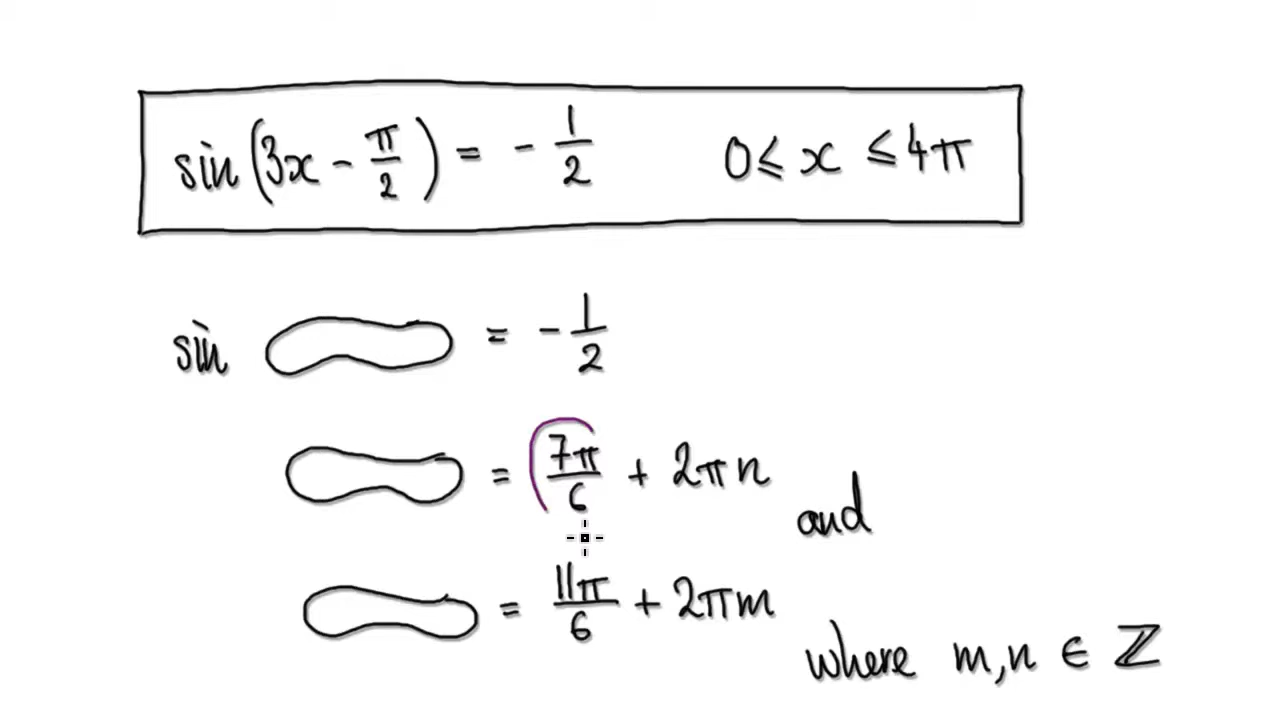 sin(3x - π/2) = - 1/2 0 ≤ x ≤ 4π
sin = - 1/2
= 7π/6 + 2πn
and
= 11π/6 + 2πm
where m,n ∈ ℤ